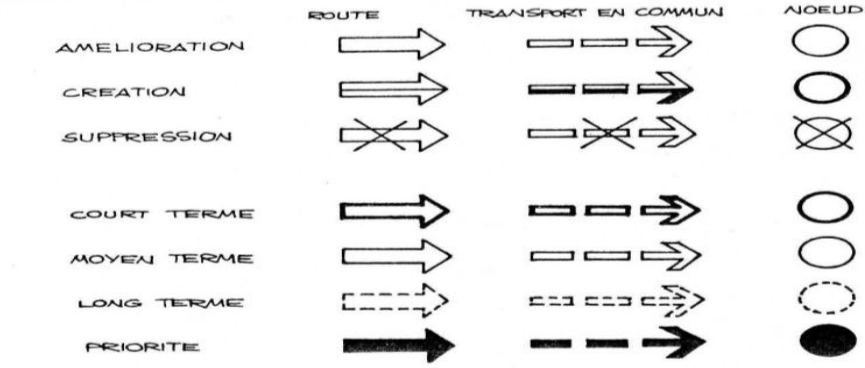 ROUTE TRANSPORT EN COMMUN NOEUD
AMELIORATION
CREATION
SUPPRESSION
COURT TERME
MOYEN TERME
LONG TERME
PRIORITE